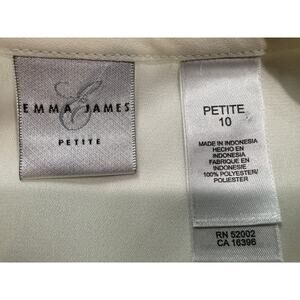 E
EMMA JAMES
PETITE
PETITE
10
MADE IN INDONESIA
HECHO EN
INDONESIA
FABRIQUE EN
INDONESIE
100% POLYESTER/
POLIESTER
RN 52002
CA 16396